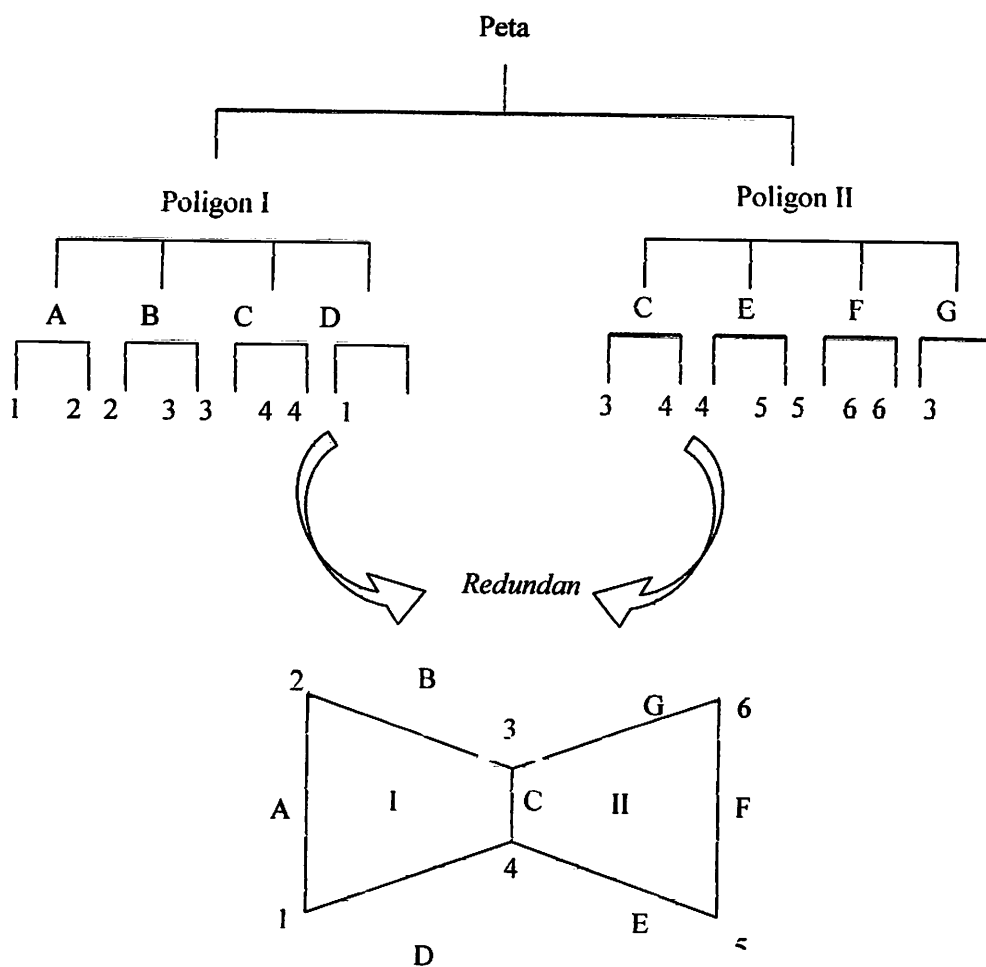 Peta
Poligon I Poligon II
A B C D C E F G
1 2 2 3 3 4 4 1 3 4 4 5 5 6 6 3
Redundan
2 B G 6
3
A I C II F
4
1 E
D 5